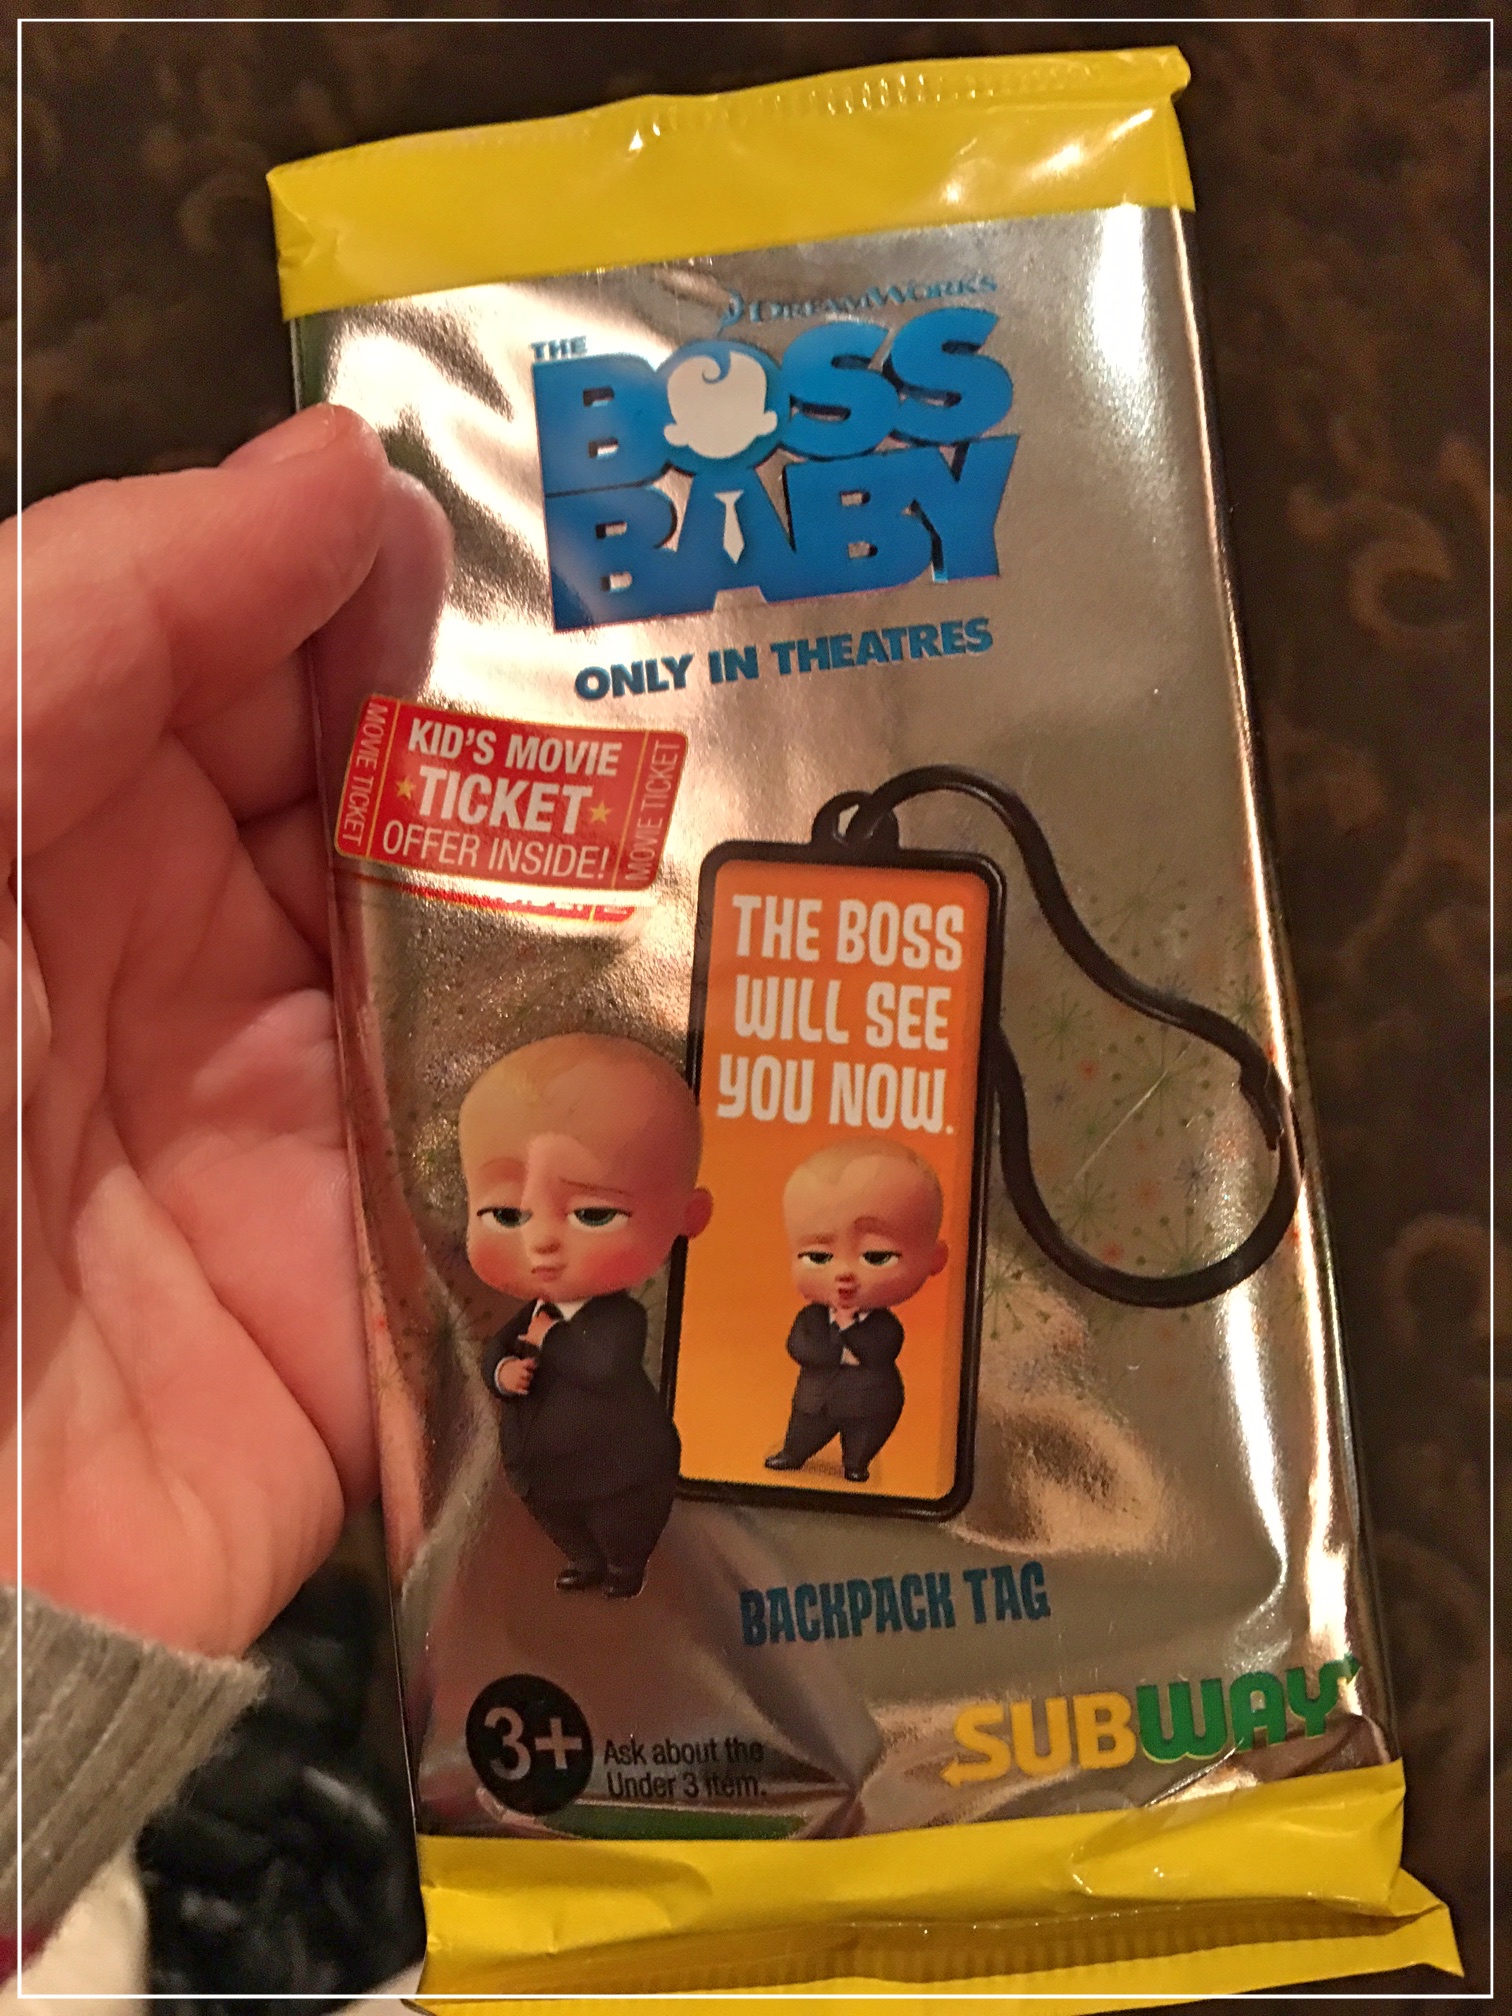 DREAMWORKS
THE
BOSS
BABY
ONLY IN THEATRES
MOVIE TICKET
KID'S MOVIE
TICKET
OFFER INSIDE!
MOVIE TICKET
THE BOSS
WILL SEE
YOU NOW.
BACKPACK TAG
3+
Ask about the
Under 3 item.
SUBWAY